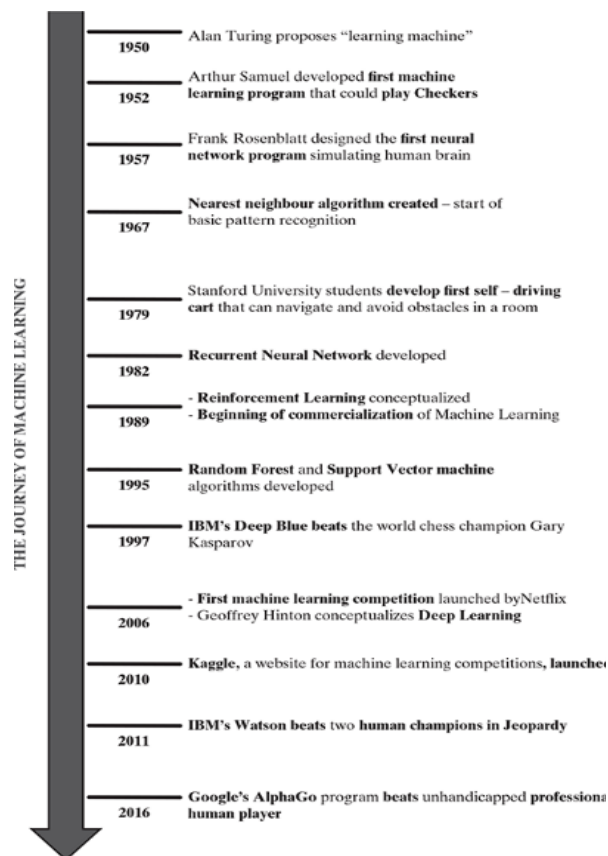 THE JOURNEY OF MACHINE LEARNING
1950
Alan Turing proposes “learning machine”
1952
Arthur Samuel developed first machine
learning program that could play Checkers
1957
Frank Rosenblatt designed the first neural
network program simulating human brain
1967
Nearest neighbour algorithm created – start of
basic pattern recognition
1979
Stanford University students develop first self – driving
cart that can navigate and avoid obstacles in a room
1982
Recurrent Neural Network developed
1989
- Reinforcement Learning conceptualized
- Beginning of commercialization of Machine Learning
1995
Random Forest and Support Vector machine
algorithms developed
1997
IBM’s Deep Blue beats the world chess champion Gary
Kasparov
2006
- First machine learning competition launched byNetflix
- Geoffrey Hinton conceptualizes Deep Learning
2010
Kaggle, a website for machine learning competitions, launched
2011
IBM’s Watson beats two human champions in Jeopardy
2016
Google’s AlphaGo program beats unhandicapped professiona
human player